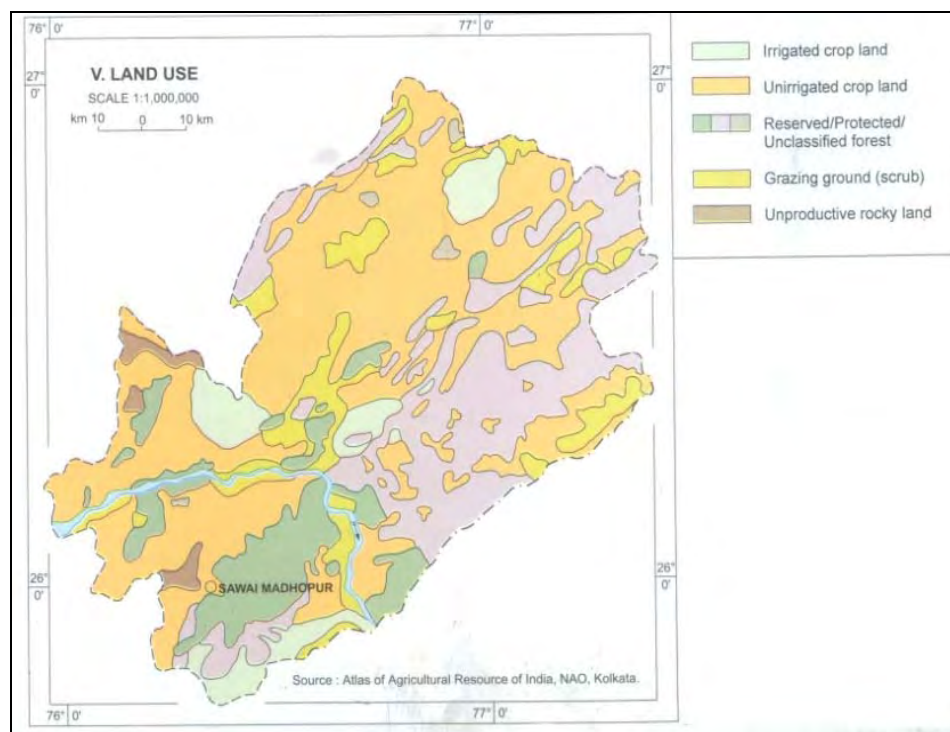 76° 0'
77° 0'
27° 0'
V. LAND USE
SCALE 1:1,000,000
km 10 0 10 km
27° 0'
Irrigated crop land
Unirrigated crop land
Reserved/Protected/
Unclassified forest
Grazing ground (scrub)
Unproductive rocky land
26° 0'
SAWAI MADHOPUR
26° 0'
Source : Atlas of Agricultural Resource of India, NAO, Kolkata.
76° 0'
77° 0'